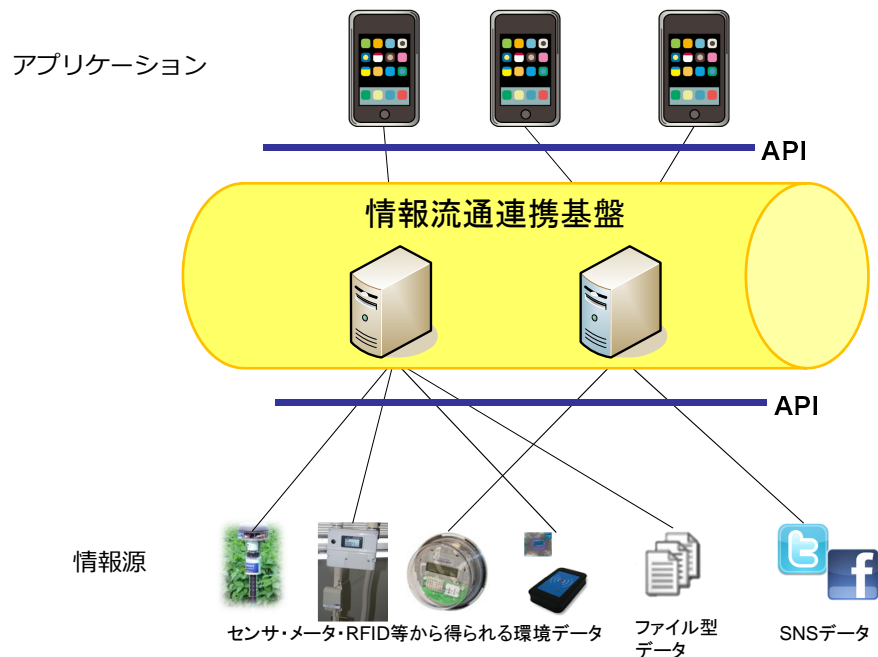 アプリケーション
API
情報流通連携基盤
API
情報源
センサ・メータ・RFID等から得られる環境データ
ファイル型
データ
SNSデータ